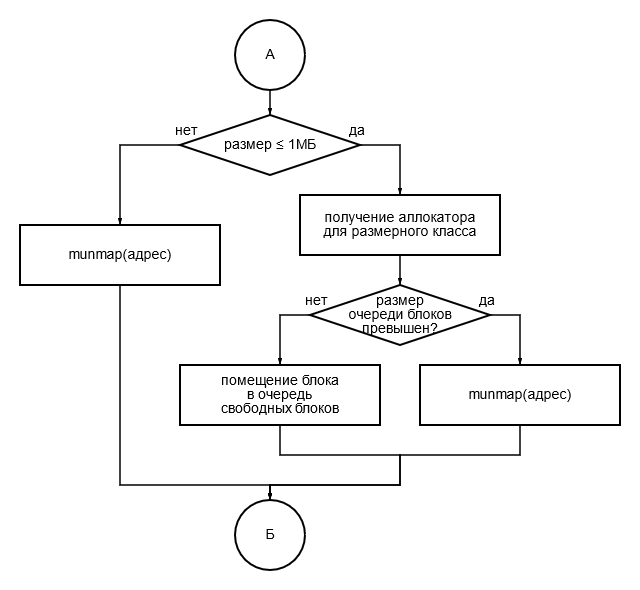 А
нет
да
размер ≤ 1МБ
получение аллокатора
для размерного класса
munmap(адрес)
нет
да
размер
очереди блоков
превышен?
помещение блока
в очередь
свободных блоков
munmap(адрес)
Б